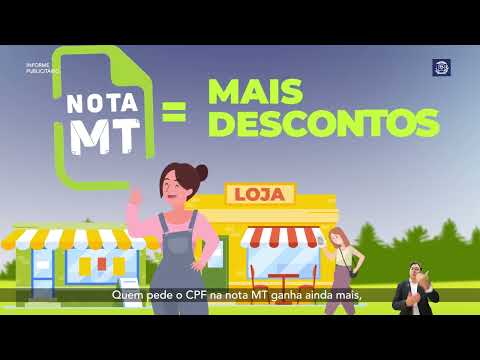 INFORME
PUBLICITÁRIO
NOTA
MT
=
MAIS
DESCONTOS
LOJA
Quem pede o CPF na nota MT ganha ainda mais,